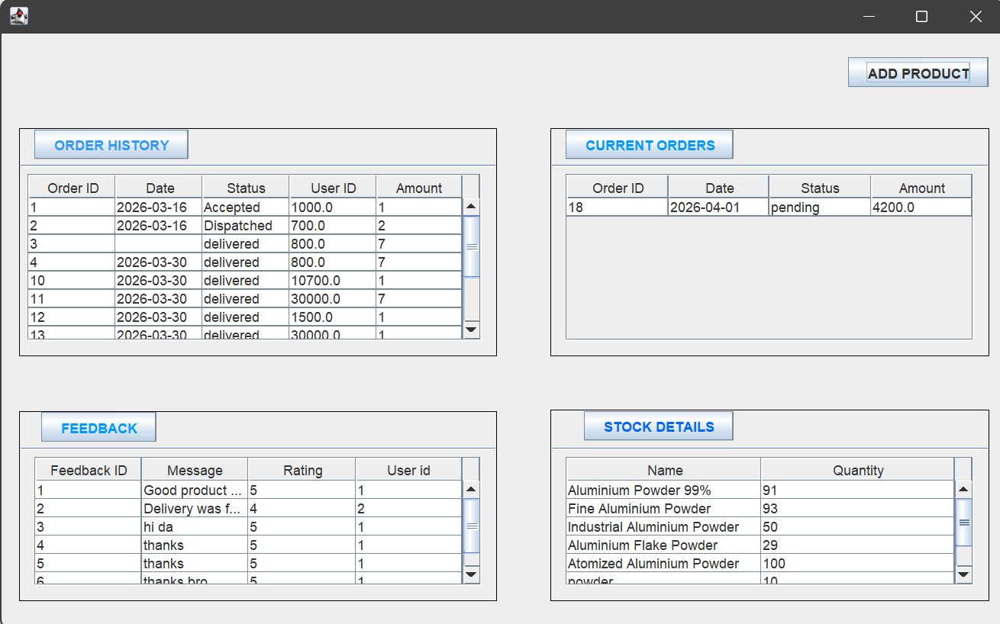 ADD PRODUCT
ORDER HISTORY
Order ID Date Status User ID Amount
1 2026-03-16 Accepted 1000.0 1
2 2026-03-16 Dispatched 700.0 2
3 delivered 800.0 7
4 2026-03-30 delivered 800.0 7
10 2026-03-30 delivered 10700.0 1
11 2026-03-30 delivered 30000.0 7
12 2026-03-30 delivered 1500.0 1
13 2026-03-30 delivered 30000.0 1
CURRENT ORDERS
Order ID Date Status Amount
18 2026-04-01 pending 4200.0
FEEDBACK
Feedback ID Message Rating User id
1 Good product ... 5 1
2 Delivery was f... 4 2
3 hi da 5 1
4 thanks 5 1
5 thanks 5 1
6 thanks bro 5 1
STOCK DETAILS
Name Quantity
Aluminium Powder 99% 91
Fine Aluminium Powder 93
Industrial Aluminium Powder 50
Aluminium Flake Powder 29
Atomized Aluminium Powder 100
powder 10